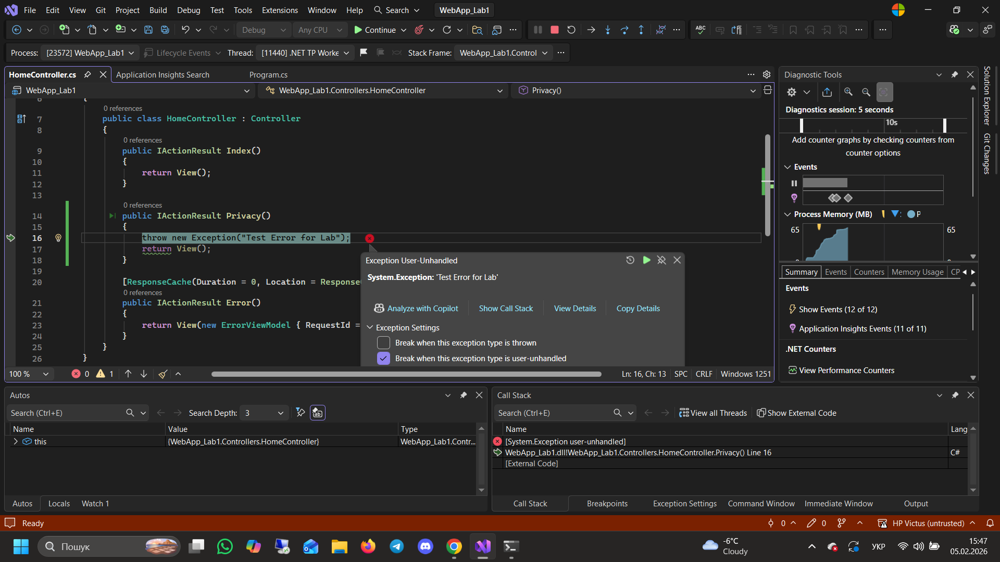 File Edit View Git Project Build Debug Test Tools Extensions Window Help Search WebApp_Lab1
Debug Any CPU Continue
Process: [23572] WebApp_Lab1 Lifecycle Events Thread: [11440] .NET TP Worke Stack Frame: WebApp_Lab1.Control
HomeController.cs Application Insights Search Program.cs
WebApp_Lab1 WebApp_Lab1.Controllers.HomeController Privacy()
6 {
0 references
7 public class HomeController : Controller
8 {
0 references
9 public IActionResult Index()
10 {
11 return View();
12 }
13
0 references
14 public IActionResult Privacy()
15 {
16 throw new Exception("Test Error for Lab");
17 return View();
18 }
19
20 [ResponseCache(Duration = 0, Location = Response
0 references
21 public IActionResult Error()
22 {
23 return View(new ErrorViewModel { RequestId =
24 }
25 }
26 }
Exception User-Unhandled
System.Exception: 'Test Error for Lab'
Analyze with Copilot Show Call Stack View Details Copy Details
Exception Settings
Break when this exception type is thrown
Break when this exception type is user-unhandled
100 % 0 1 Ln: 16, Ch: 13 SPC CRLF Windows 1251
Diagnostic Tools
Diagnostics session: 5 seconds
10s
Add counter graphs by checking counters from
counter options
Events
Process Memory (MB) P
65 65
Summary Events Counters Memory Usage CP
Events
Show Events (12 of 12)
Application Insights Events (11 of 11)
.NET Counters
View Performance Counters
Solution Explorer
Git Changes
Autos
Search (Ctrl+E) Search Depth: 3
Name Value Type
this {WebApp_Lab1.Controllers.HomeController} WebApp_Lab1.Contr...
Autos Locals Watch 1
Call Stack
Search (Ctrl+E) View all Threads Show External Code
Name Lang
[System.Exception user-unhandled]
WebApp_Lab1.dll!WebApp_Lab1.Controllers.HomeController.Privacy() Line 16 C#
[External Code]
Call Stack Breakpoints Exception Settings Command Window Immediate Window Output
Ready 0 0 HP Victus (untrusted)
Пошук
-6°C
Cloudy
УКР
15:47
05.02.2026